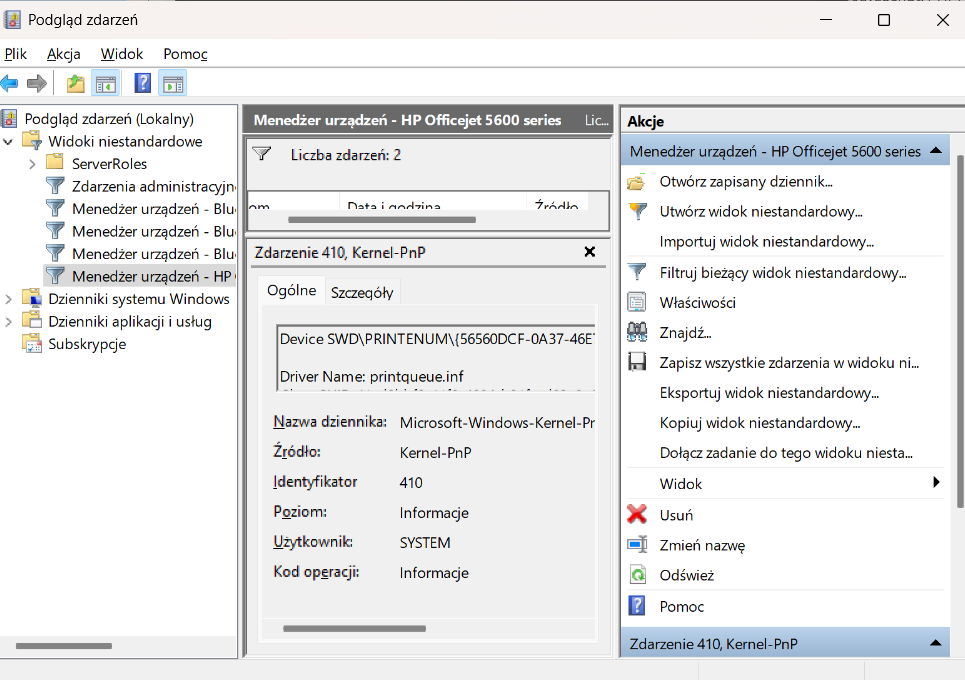 Podgląd zdarzeń
Plik Akcja Widok Pomoc
Podgląd zdarzeń (Lokalny)
Widoki niestandardowe
ServerRoles
Zdarzenia administracyjn
Menedżer urządzeń - Blu
Menedżer urządzeń - Blu
Menedżer urządzeń - Blu
Menedżer urządzeń - HP
Dzienniki systemu Windows
Dzienniki aplikacji i usług
Subskrypcje
Menedżer urządzeń - HP Officejet 5600 series Lic...
Liczba zdarzeń: 2
om Data i godzina Źródło
Zdarzenie 410, Kernel-PnP
Ogólne Szczegóły
Device SWD\PRINTENUM\{56560DCF-0A37-46E
Driver Name: printqueue.inf
Nazwa dziennika: Microsoft-Windows-Kernel-Pr
Źródło: Kernel-PnP
Identyfikator 410
Poziom: Informacje
Użytkownik: SYSTEM
Kod operacji: Informacje
Akcje
Menedżer urządzeń - HP Officejet 5600 series
Otwórz zapisany dziennik...
Utwórz widok niestandardowy...
Importuj widok niestandardowy...
Filtruj bieżący widok niestandardowy...
Właściwości
Znajdź...
Zapisz wszystkie zdarzenia w widoku ni...
Eksportuj widok niestandardowy...
Kopiuj widok niestandardowy...
Dołącz zadanie do tego widoku niesta...
Widok
Usuń
Zmień nazwę
Odśwież
Pomoc
Zdarzenie 410, Kernel-PnP